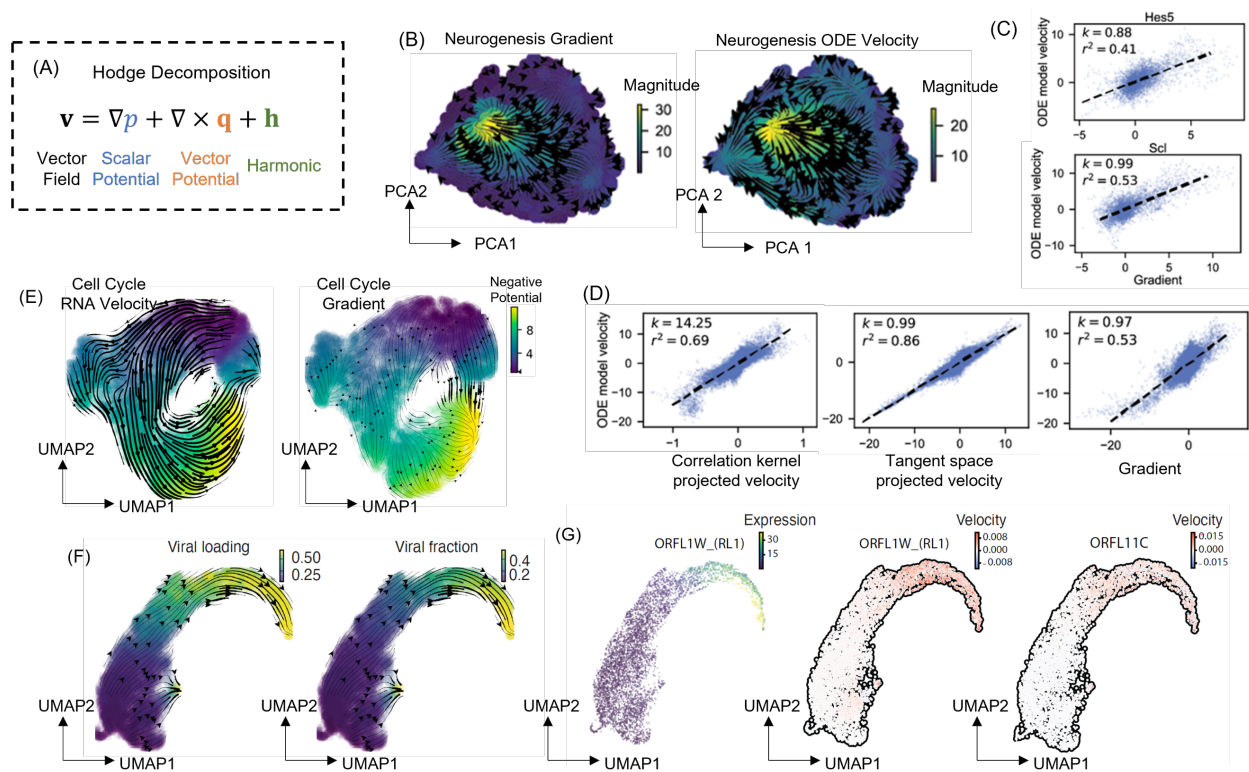 (A)
Hodge Decomposition
v = ∇p + ∇ × q + h
Vector Field
Scalar Potential
Vector Potential
Harmonic
(B)
Neurogenesis Gradient
Magnitude
30
20
10
PCA2
PCA1
Neurogenesis ODE Velocity
Magnitude
20
10
PCA 2
PCA 1
(C)
Hes5
k = 0.88
r² = 0.41
ODE model velocity
10
0
−5
0
5
Scl
k = 0.99
r² = 0.53
ODE model velocity
10
0
−10
−5
0
5
10
Gradient
(E)
Cell Cycle
RNA Velocity
UMAP2
UMAP1
Cell Cycle
Gradient
Negative
Potential
8
4
UMAP2
UMAP1
(D)
k = 14.25
r² = 0.69
ODE model velocity
10
0
−10
−20
−1
0
1
Correlation kernel
projected velocity
k = 0.99
r² = 0.86
0
−20
−20
−10
0
10
Tangent space
projected velocity
k = 0.97
r² = 0.53
10
0
−10
−20
−20
0
Gradient
(F)
Viral loading
0.50
0.25
UMAP2
UMAP1
Viral fraction
0.4
0.2
UMAP2
UMAP1
(G)
Expression
ORFL1W_(RL1)
30
15
UMAP2
UMAP1
Velocity
ORFL1W_(RL1)
0.008
0.000
-0.008
UMAP2
UMAP1
Velocity
ORFL11C
0.015
0.000
-0.015
UMAP2
UMAP1